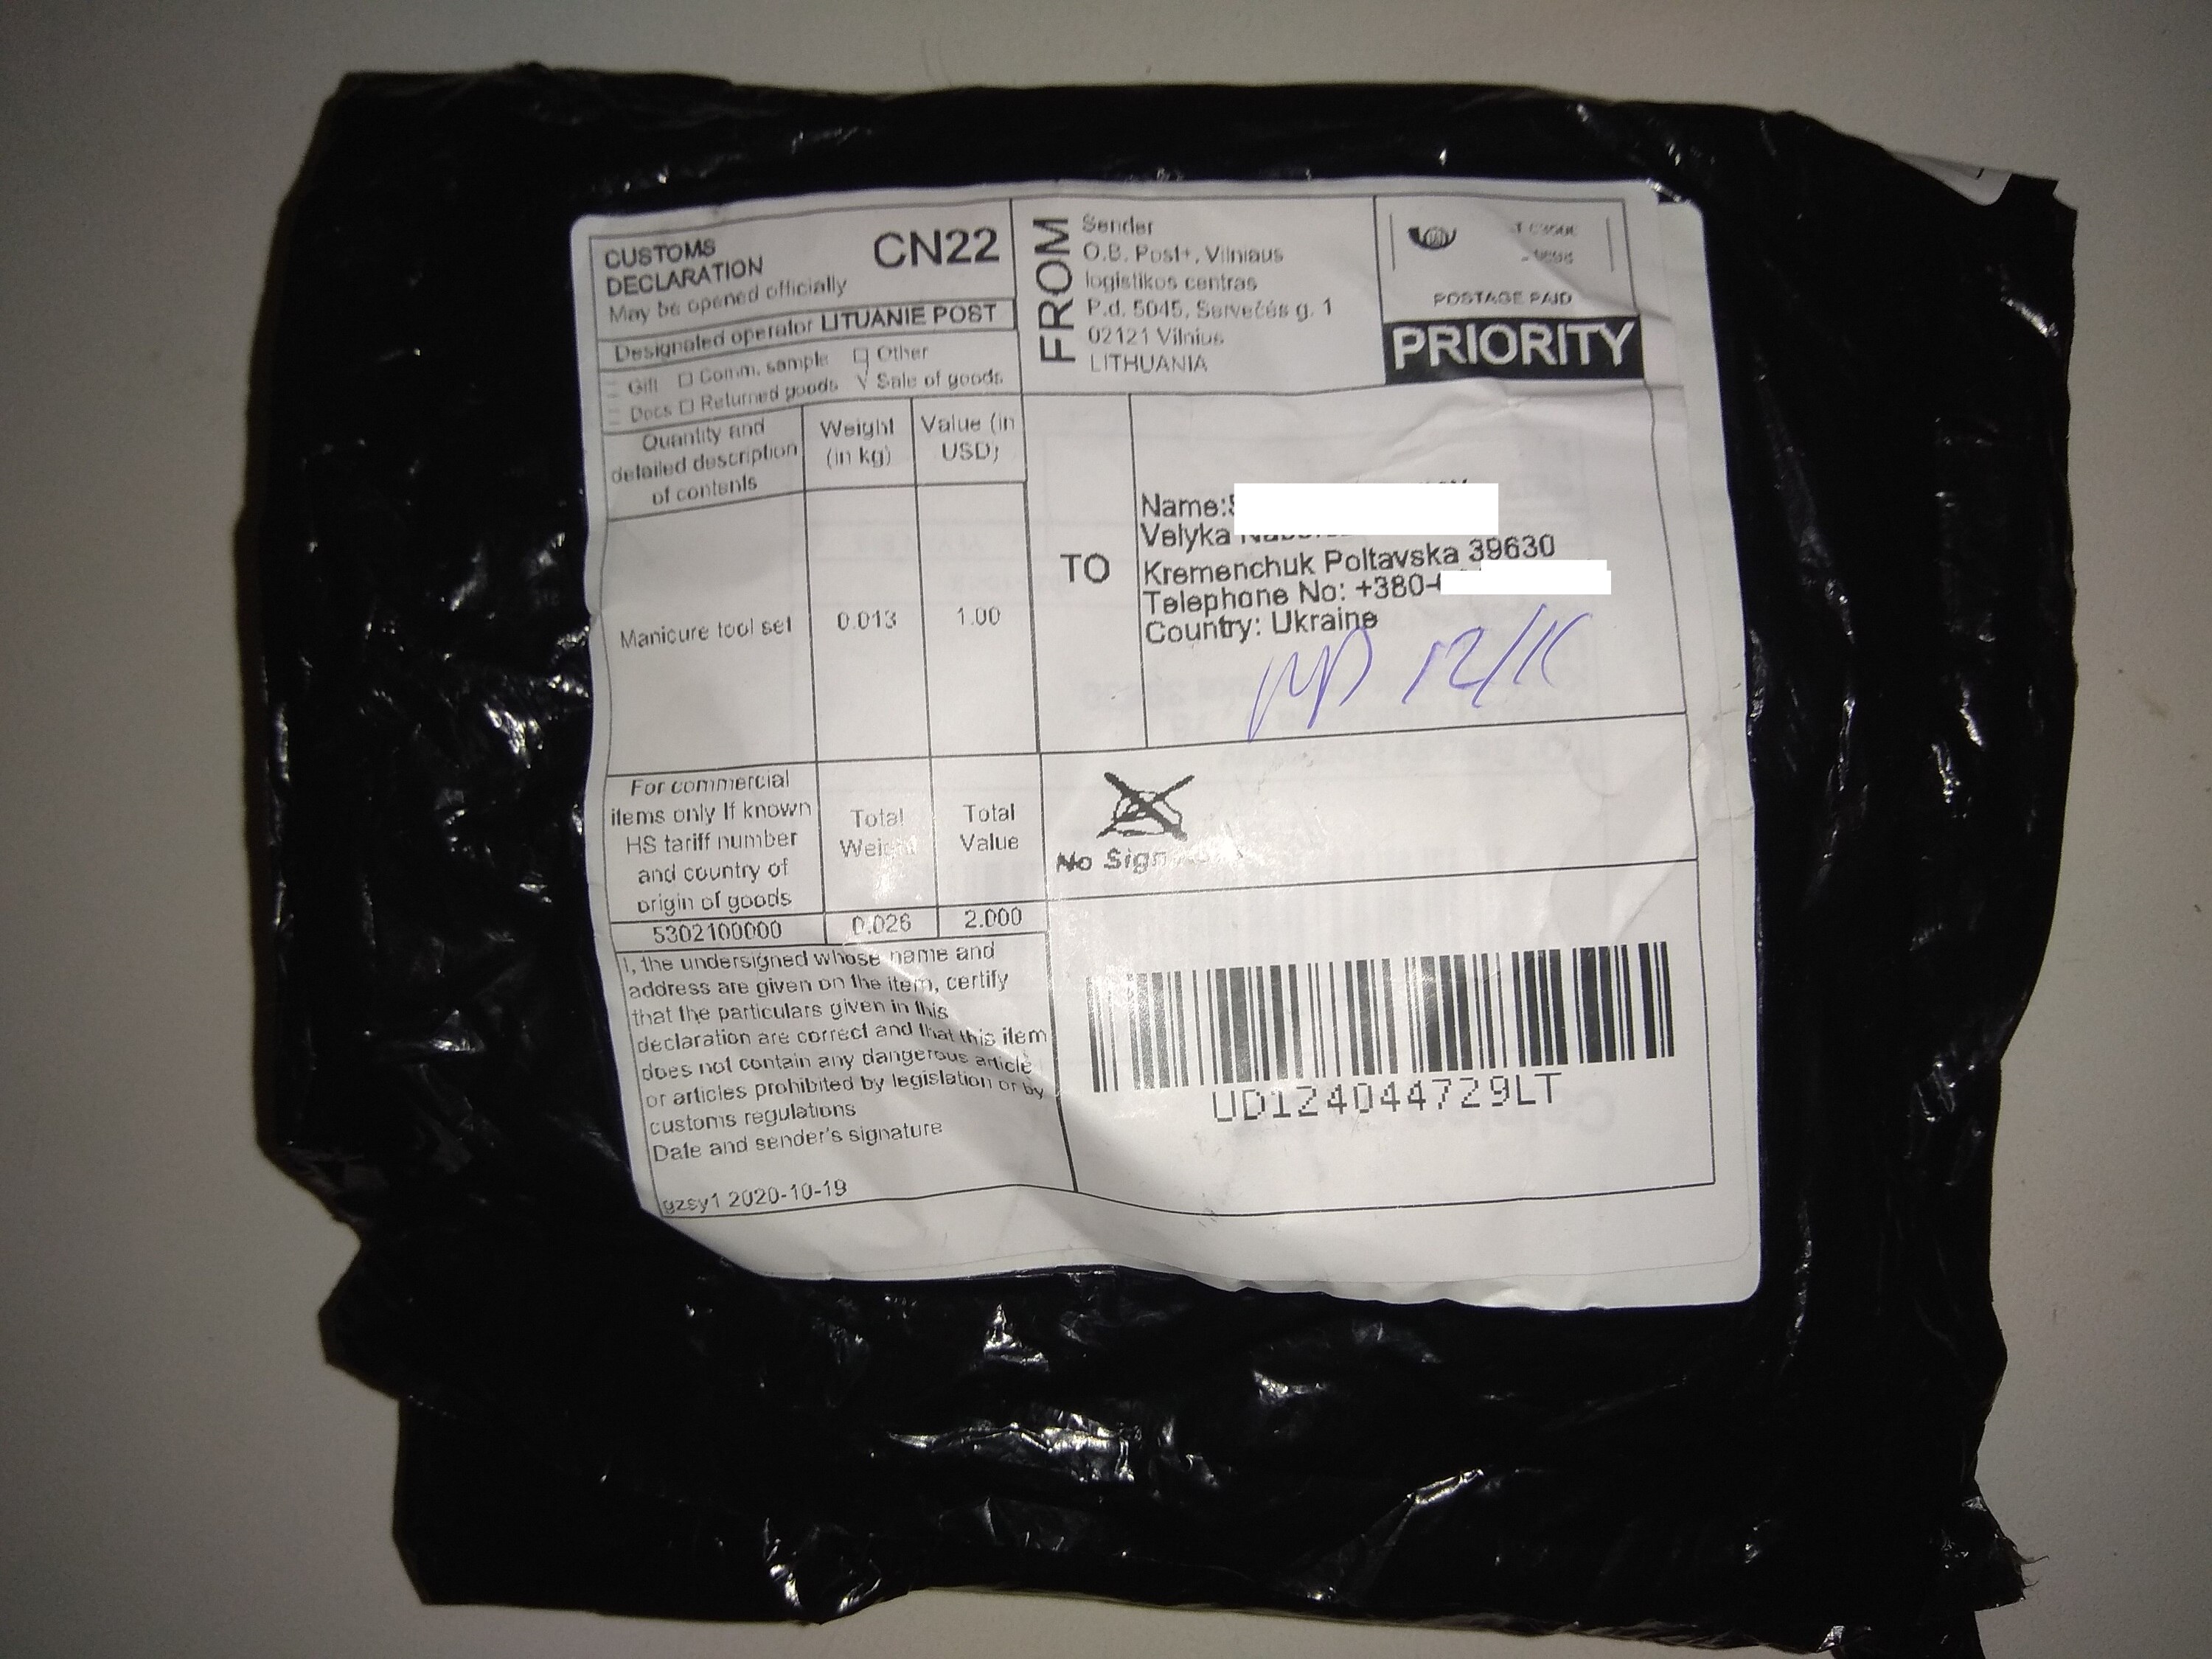 CUSTOMS
DECLARATION
CN22
May be opened officially
Designated operator LITUANIE POST
Gift
Comm. sample
Other
Docs
Returned goods
√ Sale of goods
Quantity and
detailed description
of contents
Weight
(in kg)
Value (in
USD)
Manicure tool set
0.013
1.00
For commercial
items only If known
HS tariff number
and country of
origin of goods
Total
Weight
Total
Value
5302100000
0.026
2.000
I, the undersigned whose name and
address are given on the item, certify
that the particulars given in this
declaration are correct and that this item
does not contain any dangerous article
or articles prohibited by legislation or by
customs regulations
Date and sender's signature
gzsy1 2020-10-19
FROM
Sender
O.B. Post+, Vilniaus
logistikos centras
P.d. 5045, Servečės g. 1
02121 Vilnius
LITHUANIA
POSTAGE PAID
PRIORITY
TO
Name:
Velyka
Kremenchuk Poltavska 39630
Telephone No: +380-
Country: Ukraine
No Sign
UD124044729LT